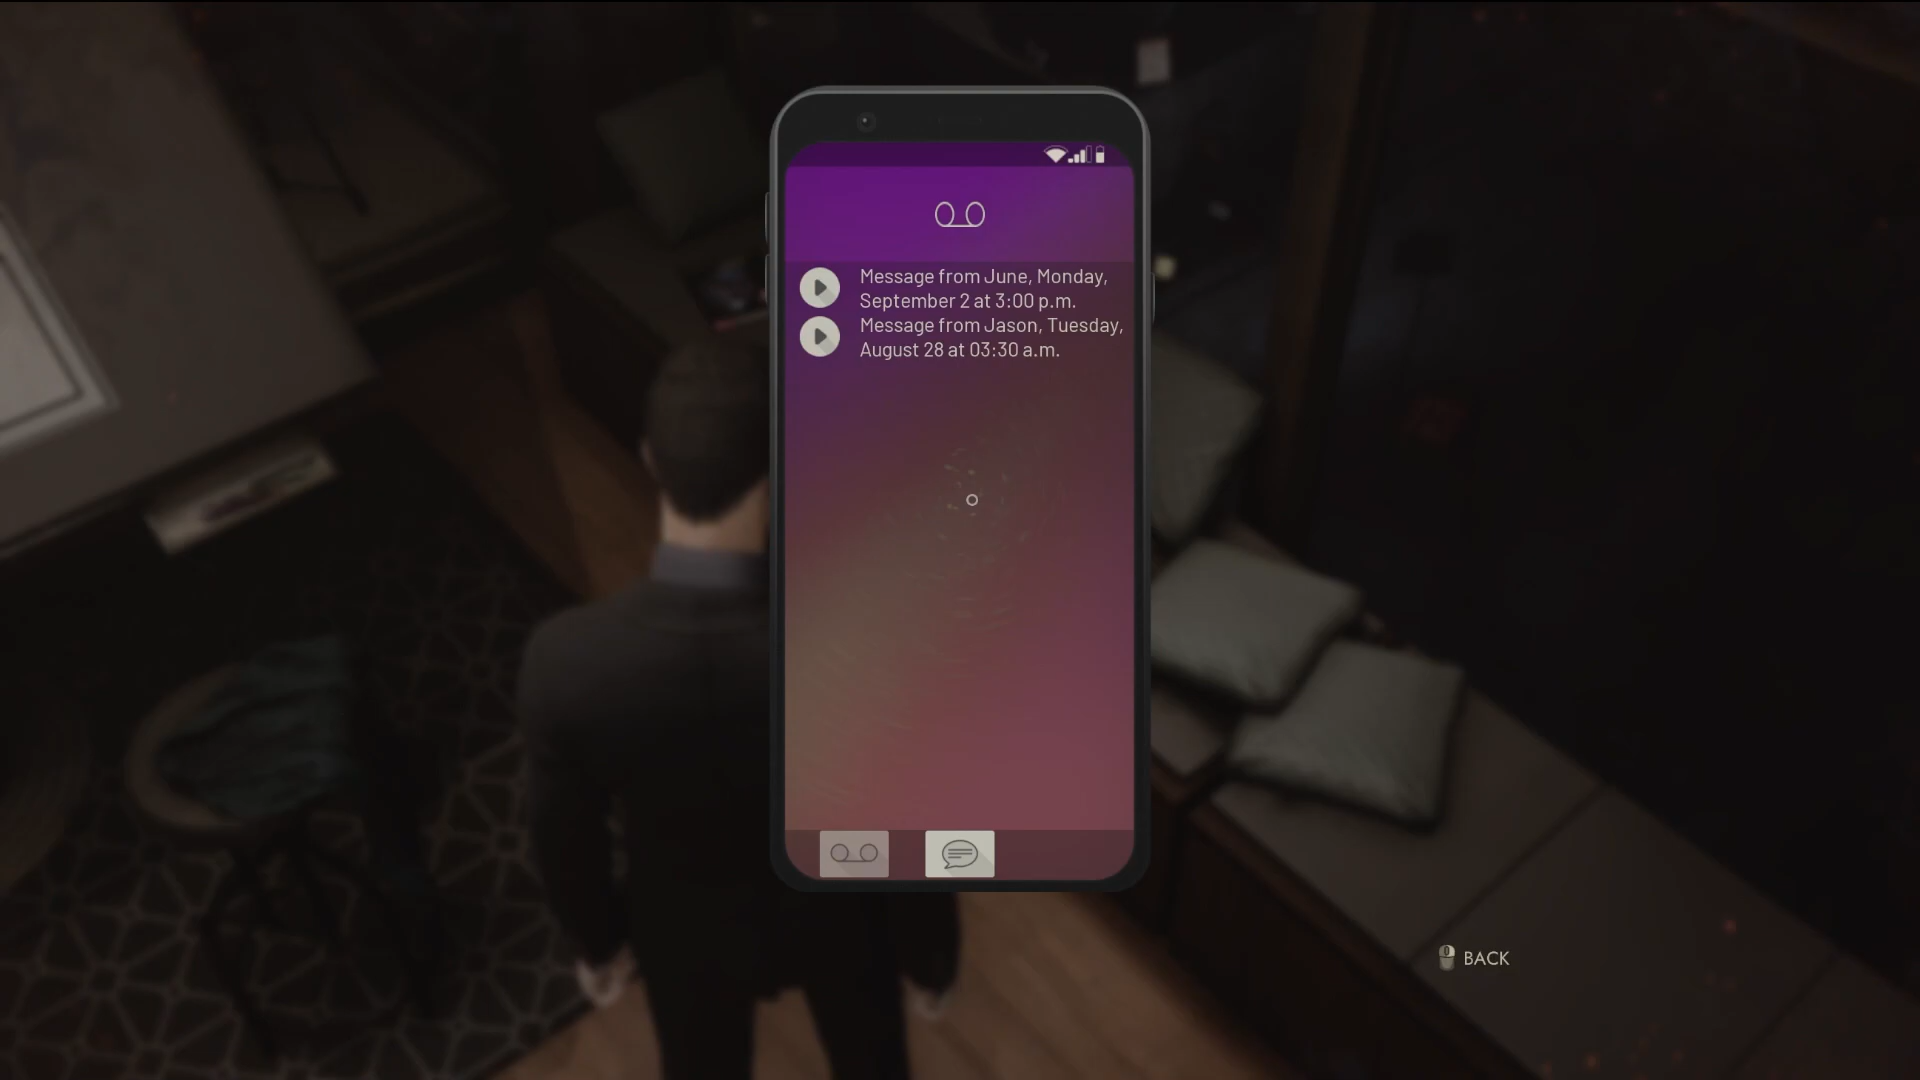 Message from June, Monday,
September 2 at 3:00 p.m.
Message from Jason, Tuesday,
August 28 at 03:30 a.m.
BACK